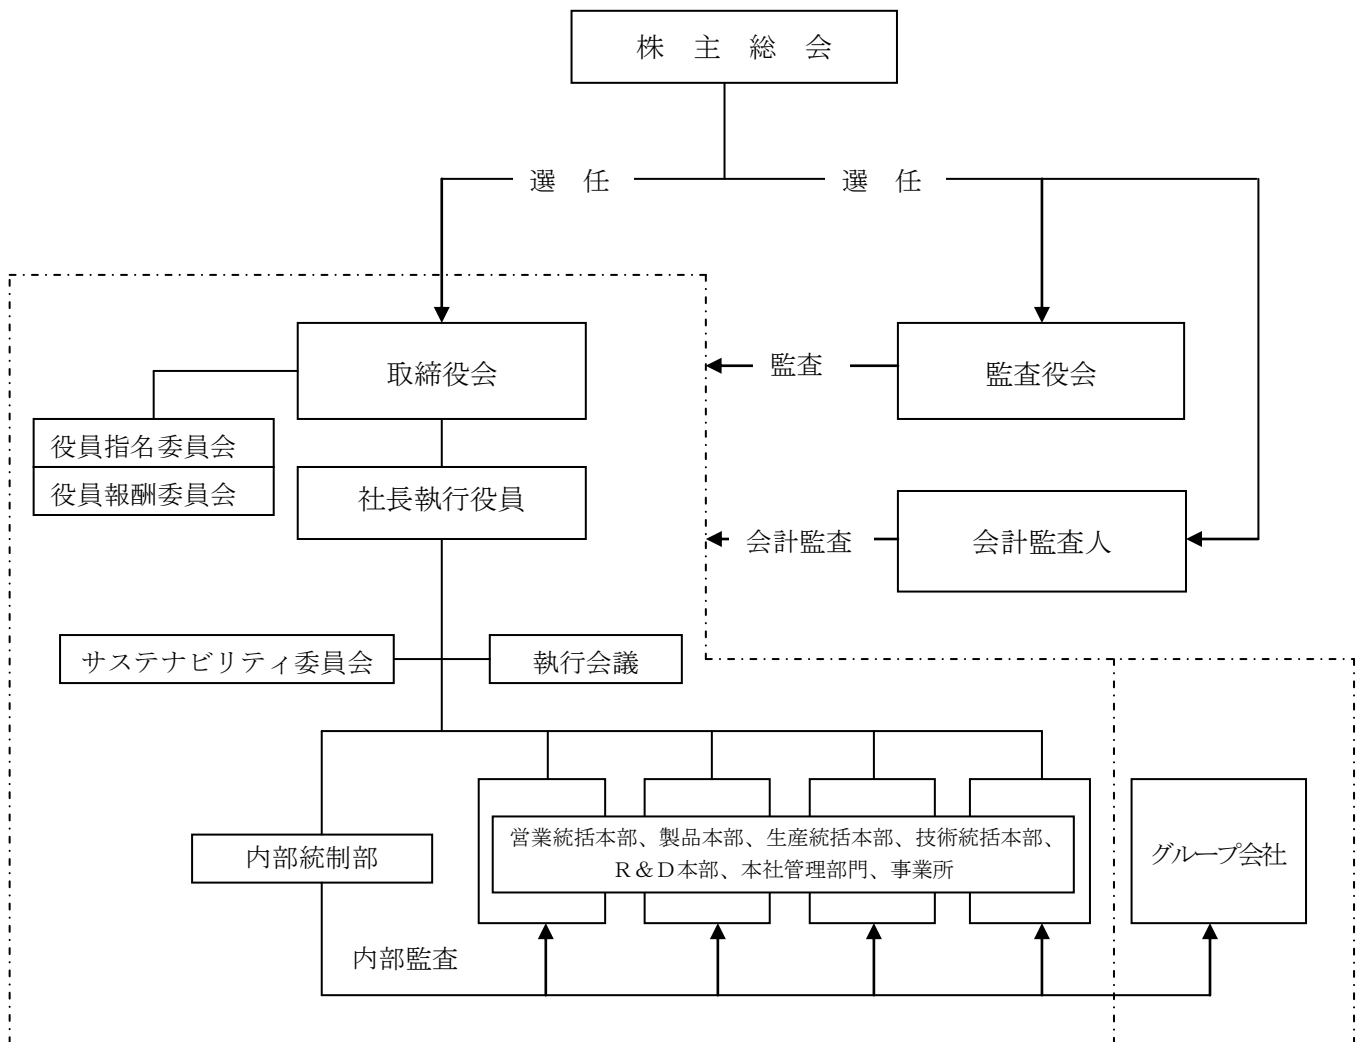 株　主　総　会
選　任
選　任
取締役会
監査
監査役会
役員指名委員会
役員報酬委員会
社長執行役員
会計監査
会計監査人
サステナビリティ委員会
執行会議
営業統括本部、製品本部、生産統括本部、技術統括本部、
Ｒ＆Ｄ本部、本社管理部門、事業所
内部統制部
グループ会社
内部監査